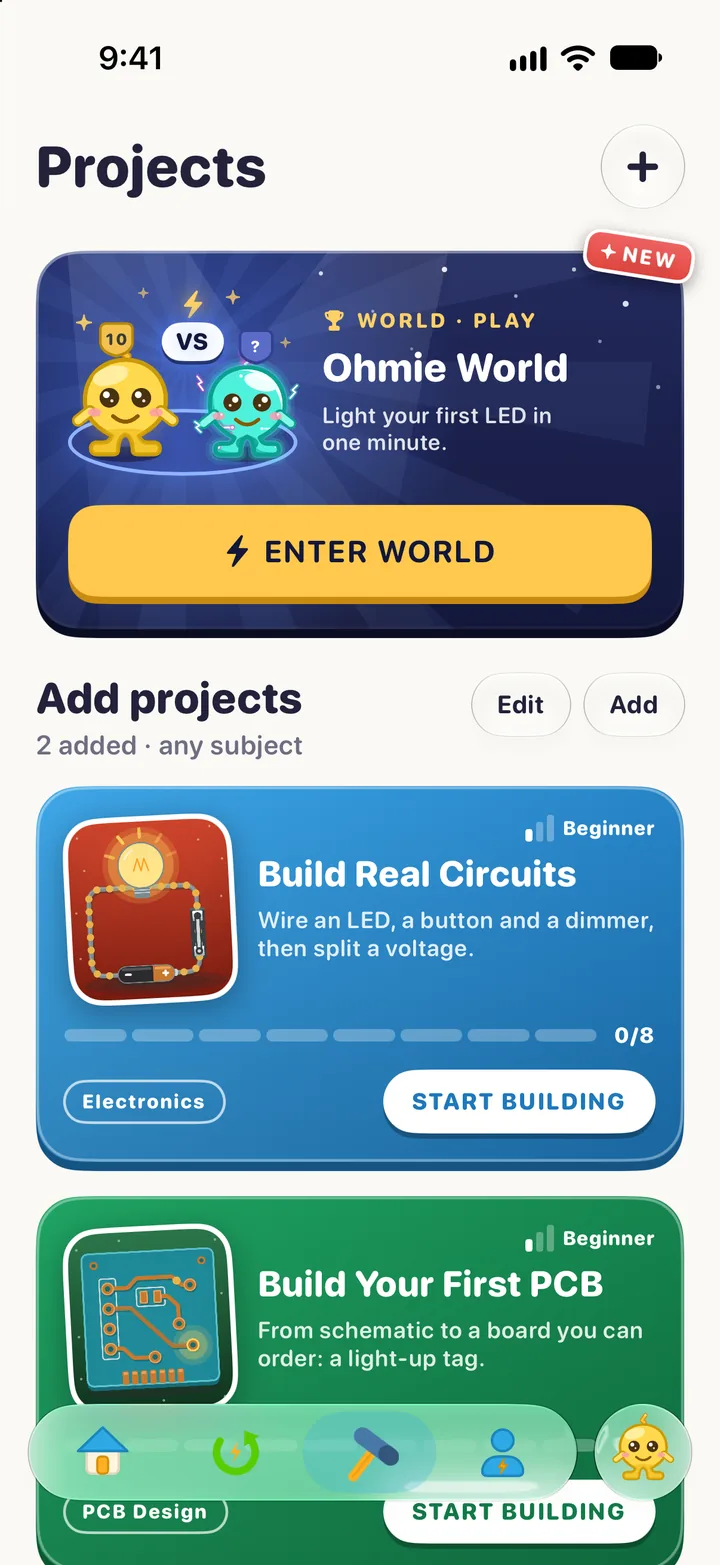 9:41
Projects
NEW
10
VS
?
WORLD · PLAY
Ohmie World
Light your first LED in
one minute.
ENTER WORLD
Add projects
Edit
Add
2 added · any subject
Beginner
Build Real Circuits
Wire an LED, a button and a dimmer,
then split a voltage.
0/8
Electronics
START BUILDING
Beginner
Build Your First PCB
From schematic to a board you can
order: a light-up tag.
PCB Design
START BUILDING